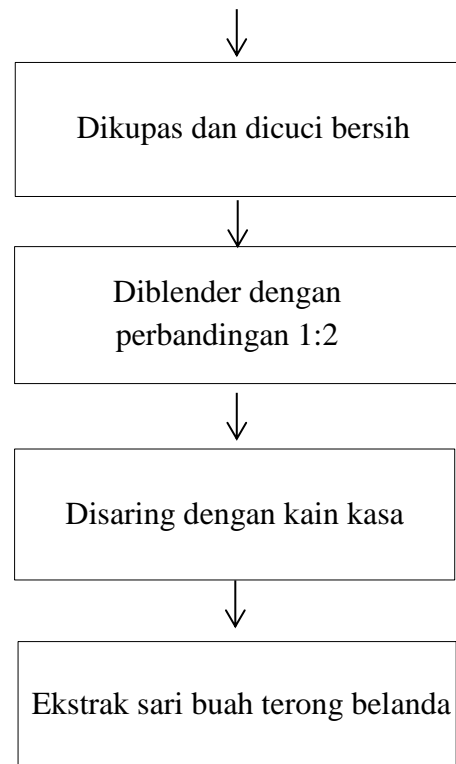 Dikupas dan dicuci bersih
Diblender dengan
perbandingan 1:2
Disaring dengan kain kasa
Ekstrak sari buah terong belanda